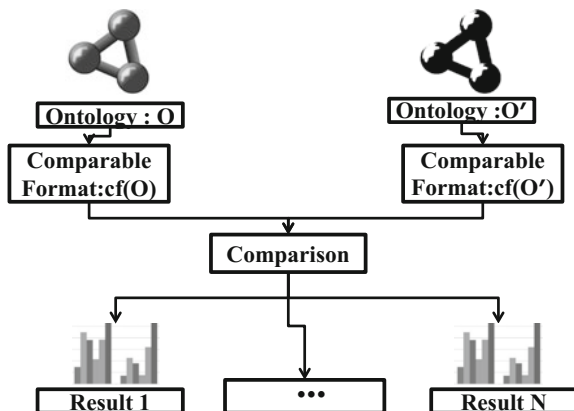 Ontology : O
Ontology :O′
Comparable
Format:cf(O)
Comparable
Format:cf(O′)
Comparison
Result 1
•••
Result N